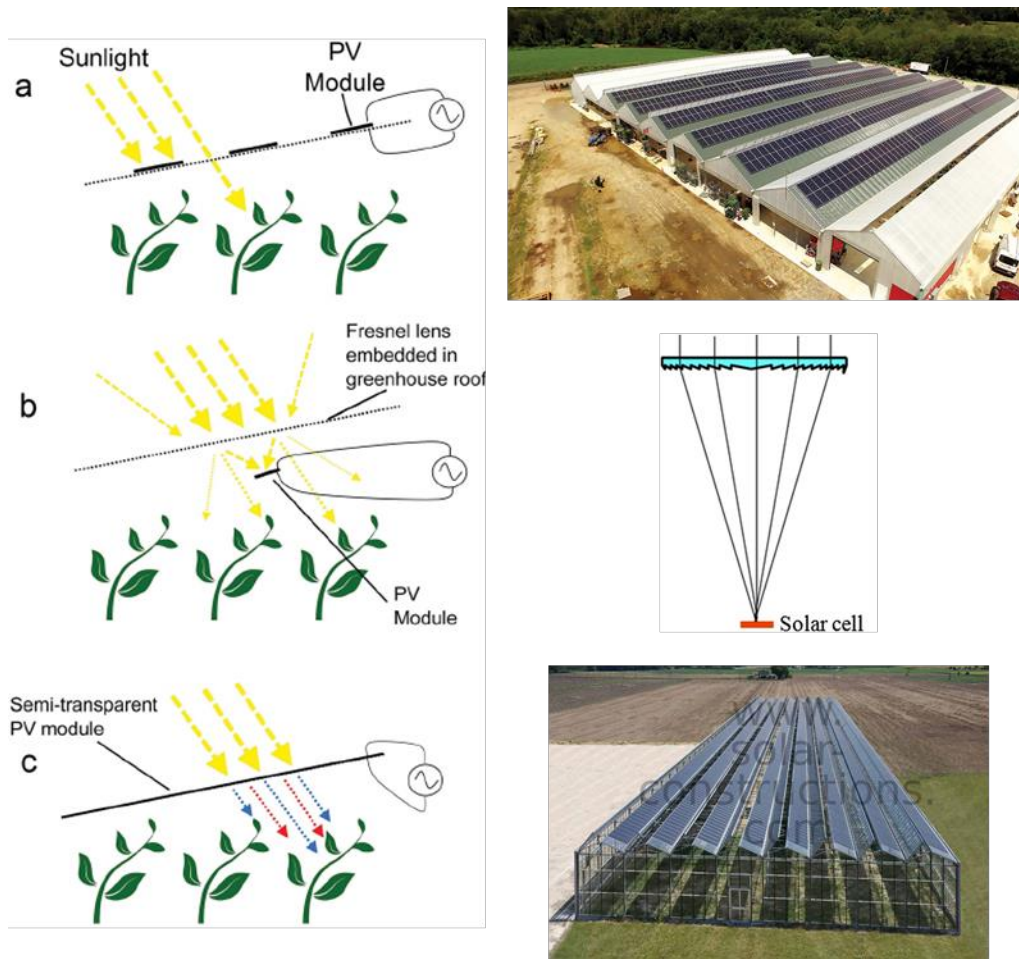 a
Sunlight
PV
Module
b
Fresnel lens
embedded in
greenhouse roof
PV
Module
Solar cell
c
Semi-transparent
PV module
www.
solar-
constructions.
com